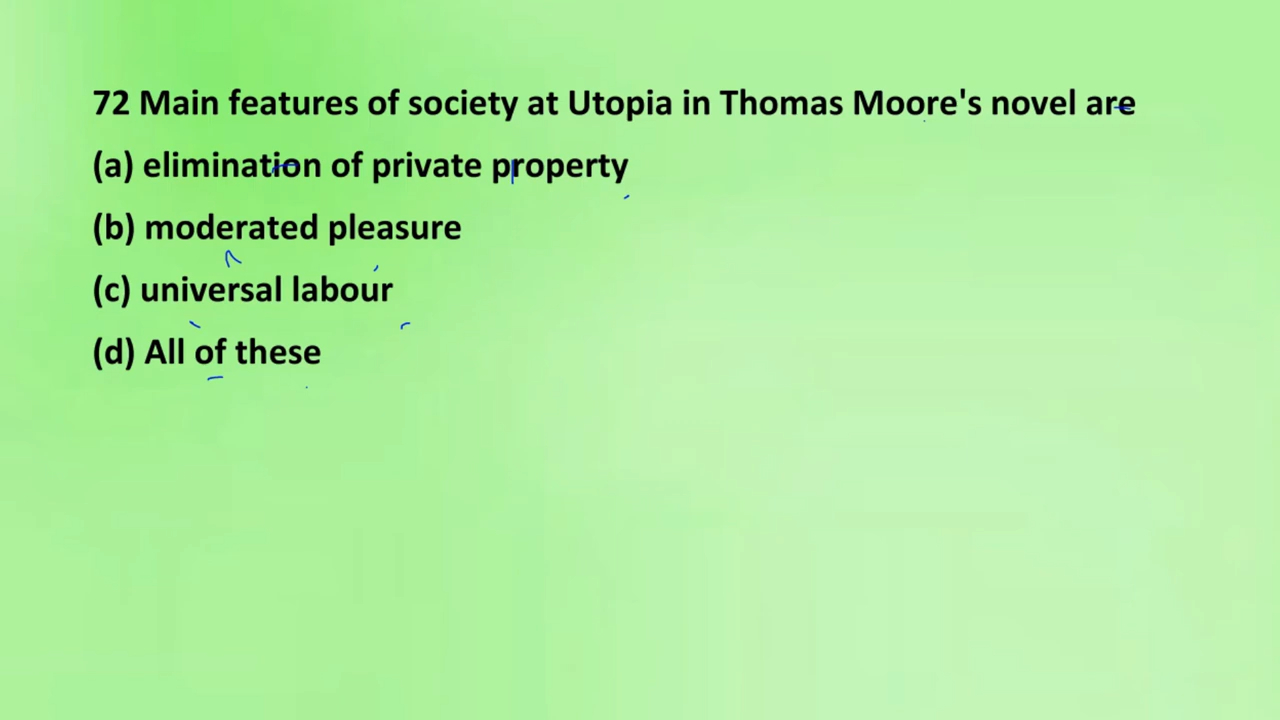 72 Main features of society at Utopia in Thomas Moore's novel are
(a) elimination of private property
(b) moderated pleasure
(c) universal labour
(d) All of these